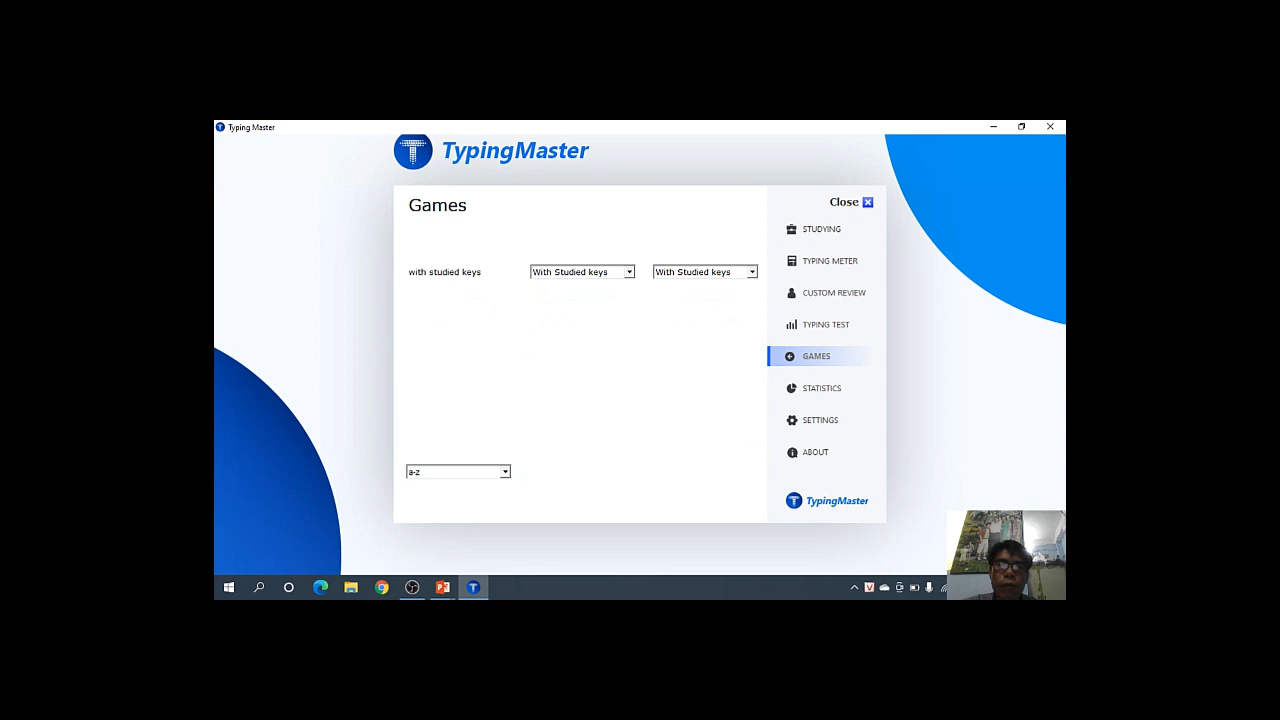 Typing Master
TypingMaster
Games
Close
STUDYING
TYPING METER
with studied keys
With Studied keys
With Studied keys
CUSTOM REVIEW
TYPING TEST
GAMES
STATISTICS
SETTINGS
ABOUT
a-z
TypingMaster